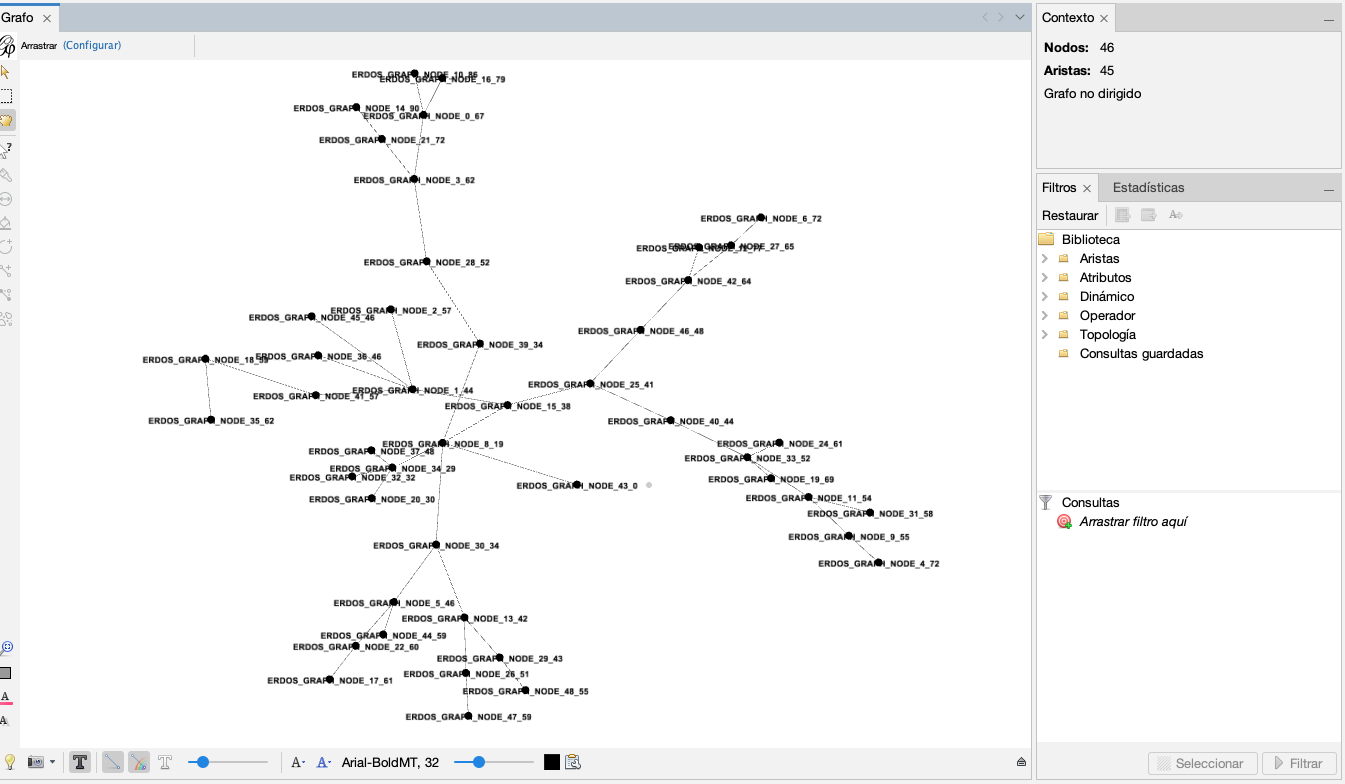 Grafo
Contexto
Arrastrar (Configurar)
Nodos: 46
Aristas: 45
Grafo no dirigido
ERDOS_GRAPH_NODE_10_86
ERDOS_GRAPH_NODE_16_79
ERDOS_GRAPH_NODE_14_90
ERDOS_GRAPH_NODE_0_67
ERDOS_GRAPH_NODE_21_72
ERDOS_GRAPH_NODE_3_62
ERDOS_GRAPH_NODE_6_72
ERDOS_GRAPH_NODE_27_65
ERDOS_GRAPH_NODE_28_52
ERDOS_GRAPH_NODE_42_64
ERDOS_GRAPH_NODE_2_57
ERDOS_GRAPH_NODE_45_46
ERDOS_GRAPH_NODE_46_48
ERDOS_GRAPH_NODE_39_34
ERDOS_GRAPH_NODE_36_46
ERDOS_GRAPH_NODE_18_59
ERDOS_GRAPH_NODE_25_41
ERDOS_GRAPH_NODE_1_44
ERDOS_GRAPH_NODE_41_57
ERDOS_GRAPH_NODE_15_38
ERDOS_GRAPH_NODE_35_62
ERDOS_GRAPH_NODE_40_44
ERDOS_GRAPH_NODE_8_19
ERDOS_GRAPH_NODE_24_61
ERDOS_GRAPH_NODE_37_48
ERDOS_GRAPH_NODE_33_52
ERDOS_GRAPH_NODE_34_29
ERDOS_GRAPH_NODE_32_32
ERDOS_GRAPH_NODE_19_69
ERDOS_GRAPH_NODE_43_0
ERDOS_GRAPH_NODE_20_30
ERDOS_GRAPH_NODE_11_54
ERDOS_GRAPH_NODE_31_58
ERDOS_GRAPH_NODE_9_55
ERDOS_GRAPH_NODE_30_34
ERDOS_GRAPH_NODE_4_72
ERDOS_GRAPH_NODE_5_46
ERDOS_GRAPH_NODE_13_42
ERDOS_GRAPH_NODE_44_59
ERDOS_GRAPH_NODE_22_60
ERDOS_GRAPH_NODE_29_43
ERDOS_GRAPH_NODE_26_51
ERDOS_GRAPH_NODE_17_61
ERDOS_GRAPH_NODE_48_55
ERDOS_GRAPH_NODE_47_59
Filtros
Estadísticas
Restaurar
Biblioteca
Aristas
Atributos
Dinámico
Operador
Topología
Consultas guardadas
Consultas
Arrastrar filtro aquí
Arial-BoldMT, 32
Seleccionar
Filtrar